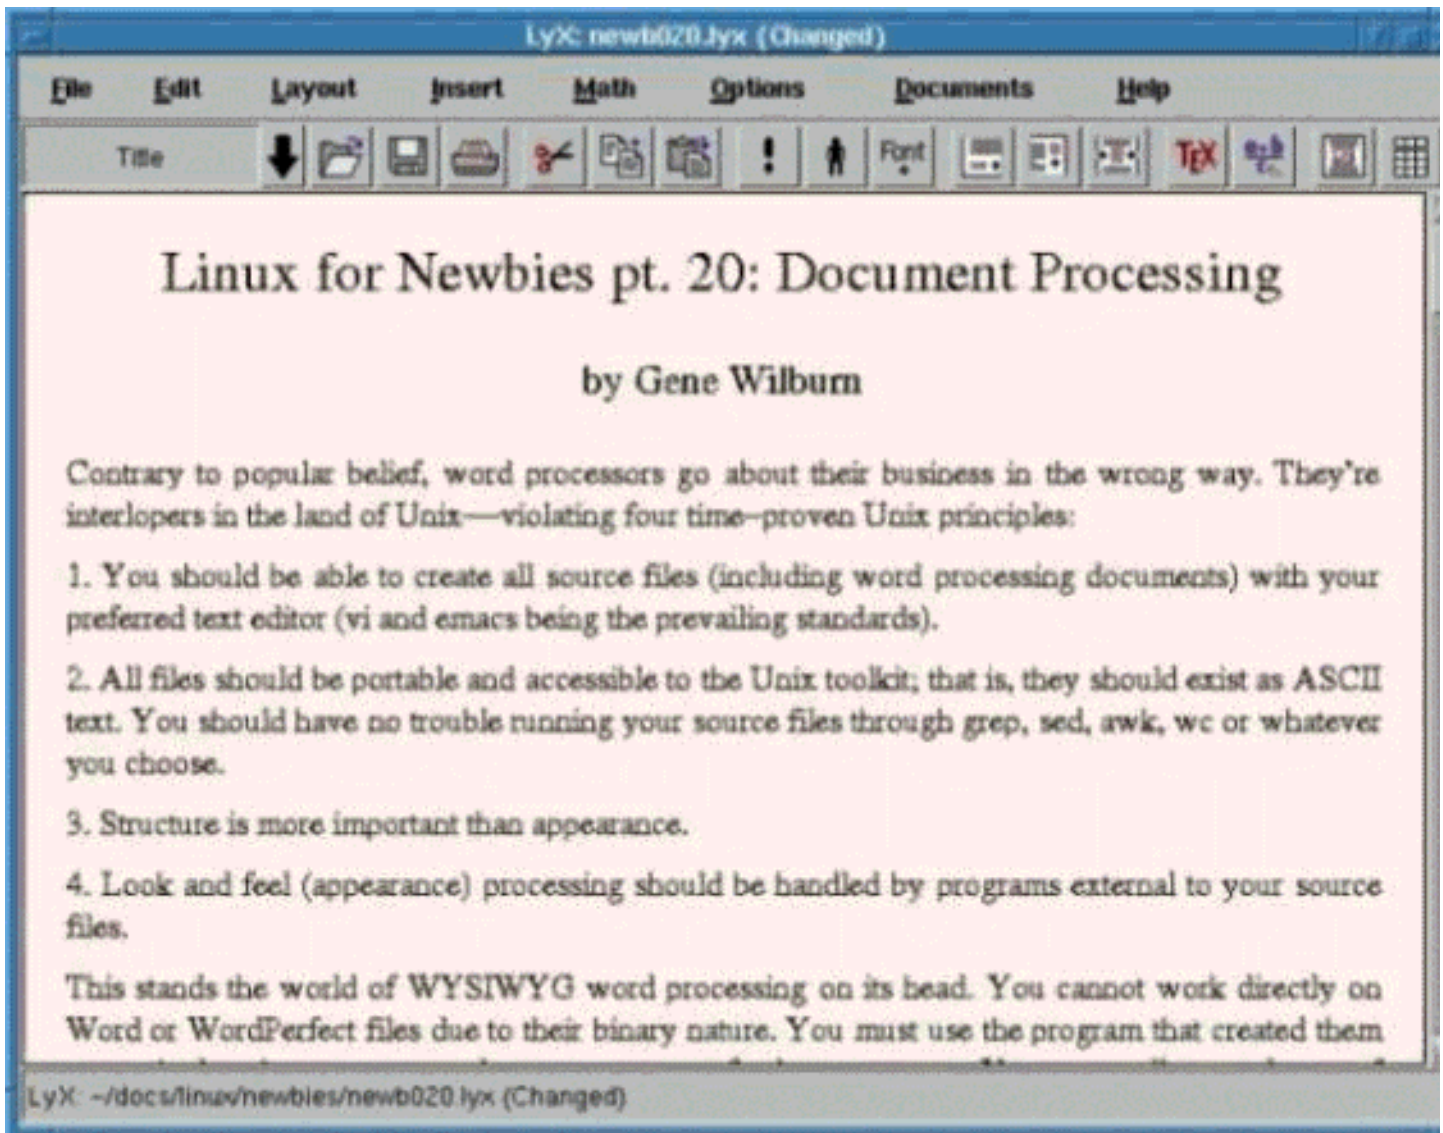 LyX: newb020.lyx (Changed)
File Edit Layout Insert Math Options Documents Help
Title Font TEX
Linux for Newbies pt. 20: Document Processing
by Gene Wilburn
Contrary to popular belief, word processors go about their business in the wrong way. They're
interlopers in the land of Unix—violating four time-proven Unix principles:
1. You should be able to create all source files (including word processing documents) with your
preferred text editor (vi and emacs being the prevailing standards).
2. All files should be portable and accessible to the Unix toolkit; that is, they should exist as ASCII
text. You should have no trouble running your source files through grep, sed, awk, wc or whatever
you choose.
3. Structure is more important than appearance.
4. Look and feel (appearance) processing should be handled by programs external to your source
files.
This stands the world of WYSIWYG word processing on its head. You cannot work directly on
Word or WordPerfect files due to their binary nature. You must use the program that created them
LyX: ~/docs/linux/newbies/newb020.lyx (Changed)